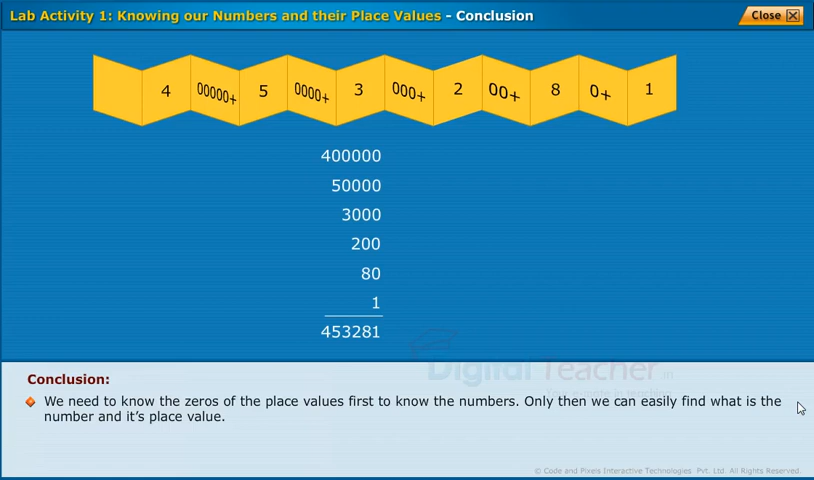 Lab Activity 1: Knowing our Numbers and their Place Values - Conclusion
Close
4 00000+ 5 0000+ 3 000+ 2 00+ 8 0+ 1
400000
50000
3000
200
80
1
453281
Digital Teacher.in
Conclusion:
We need to know the zeros of the place values first to know the numbers. Only then we can easily find what is the
number and it's place value.
© Code and Pixels Interactive Technologies Pvt. Ltd. All Rights Reserved.